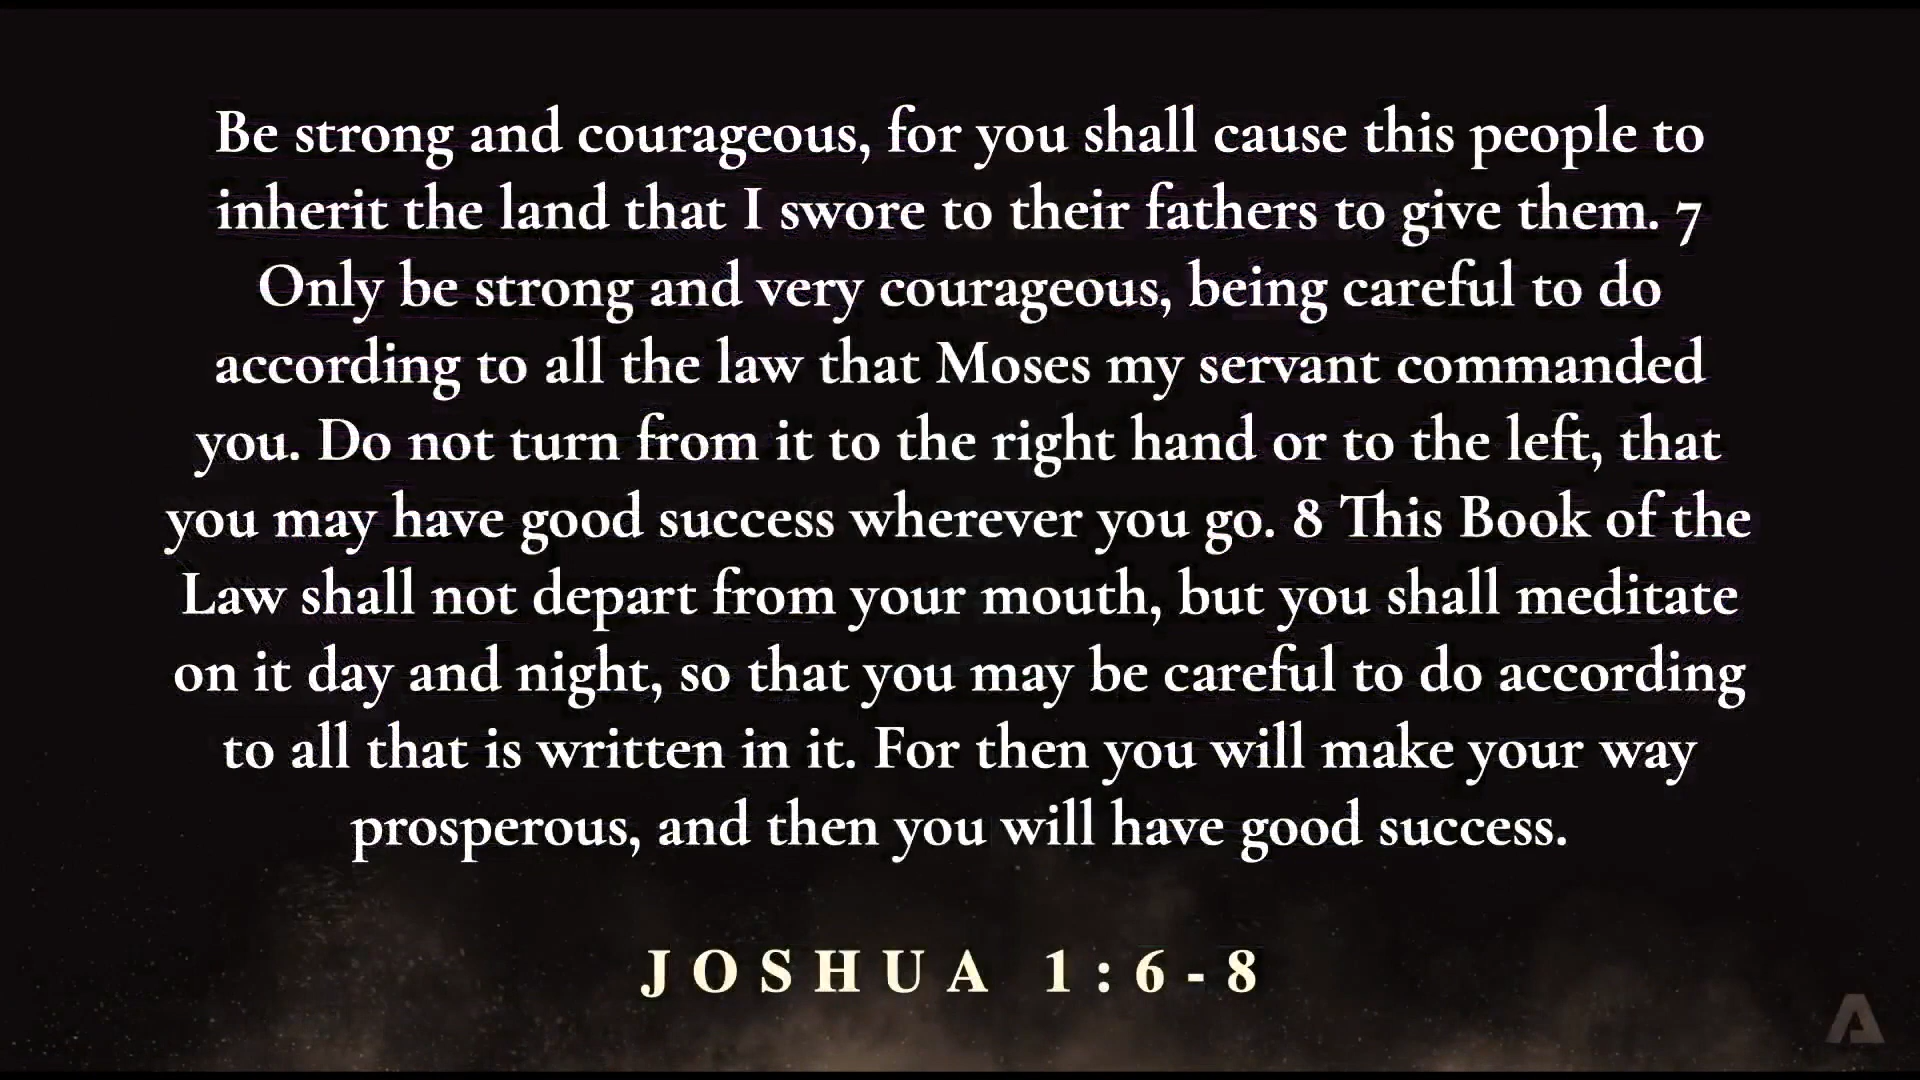 Be strong and courageous, for you shall cause this people to
inherit the land that I swore to their fathers to give them. 7
Only be strong and very courageous, being careful to do
according to all the law that Moses my servant commanded
you. Do not turn from it to the right hand or to the left, that
you may have good success wherever you go. 8 This Book of the
Law shall not depart from your mouth, but you shall meditate
on it day and night, so that you may be careful to do according
to all that is written in it. For then you will make your way
prosperous, and then you will have good success.
JOSHUA 1:6-8